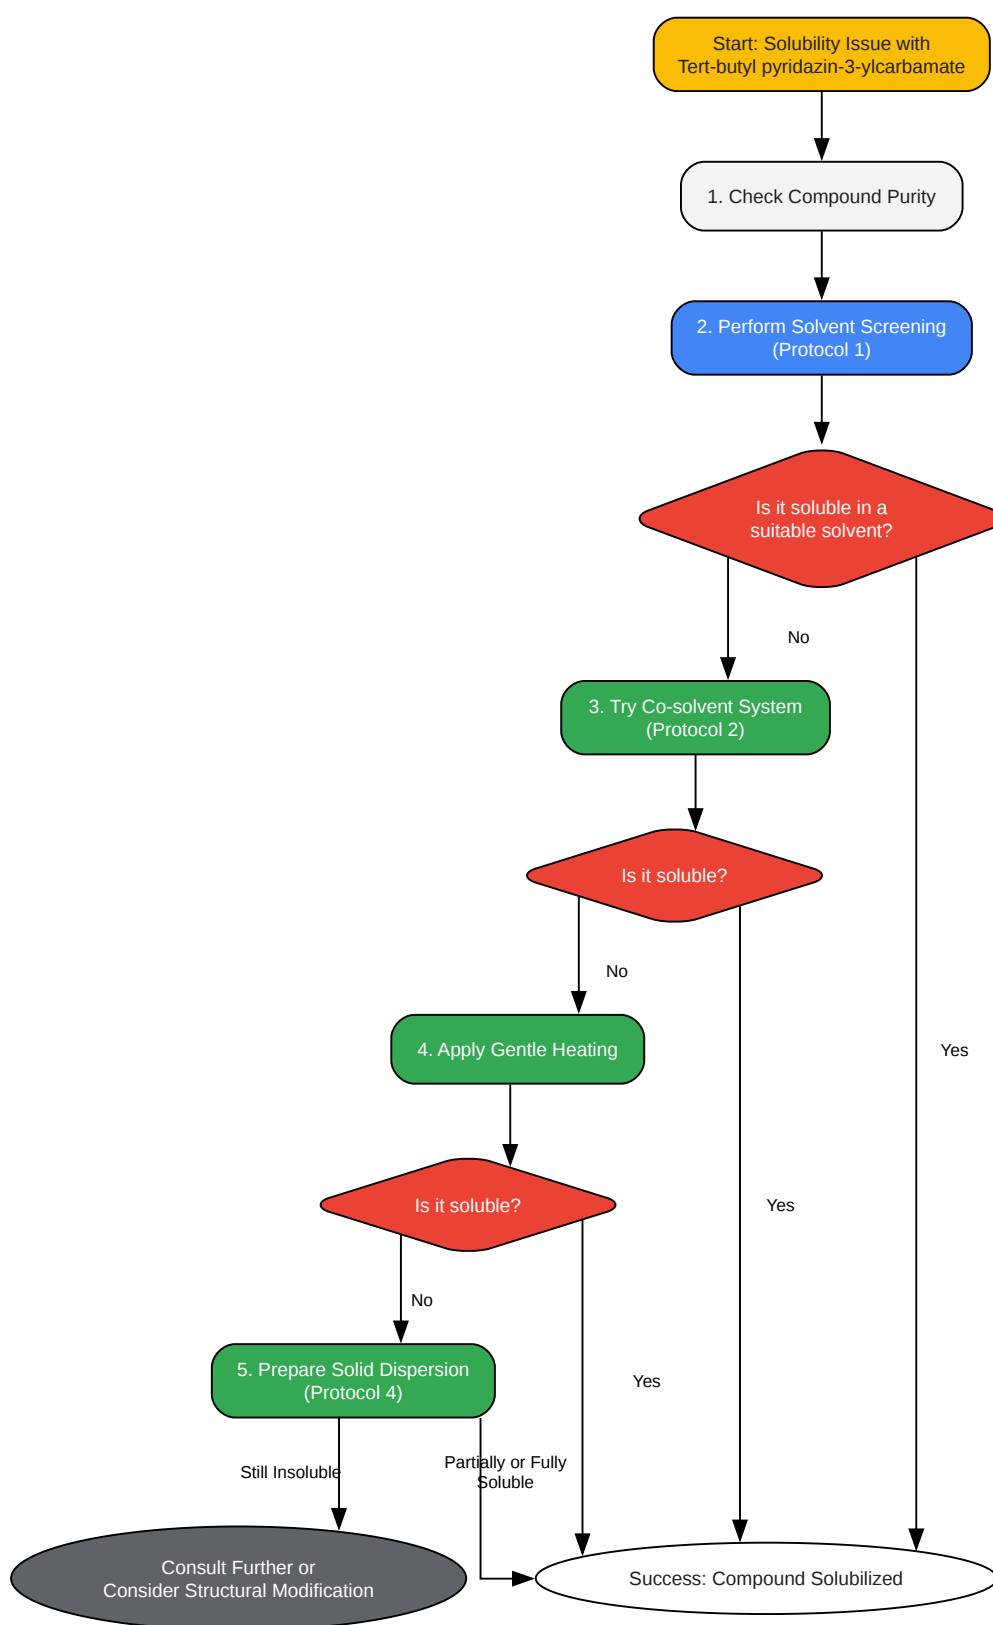 Start: Solubility Issue with
Tert-butyl pyridazin-3-ylcarbamate
1. Check Compound Purity
2. Perform Solvent Screening
(Protocol 1)
Is it soluble in a
suitable solvent?
No
3. Try Co-solvent System
(Protocol 2)
Is it soluble?
No
4. Apply Gentle Heating
Yes
Is it soluble?
Yes
No
5. Prepare Solid Dispersion
(Protocol 4)
Yes
Still Insoluble
Partially or Fully
Soluble
Consult Further or
Consider Structural Modification
Success: Compound Solubilized